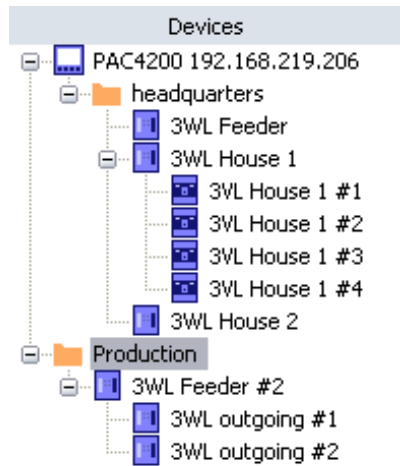 Devices
PAC4200 192.168.219.206
headquarters
3WL Feeder
3WL House 1
3VL House 1 #1
3VL House 1 #2
3VL House 1 #3
3VL House 1 #4
3WL House 2
Production
3WL Feeder #2
3WL outgoing #1
3WL outgoing #2